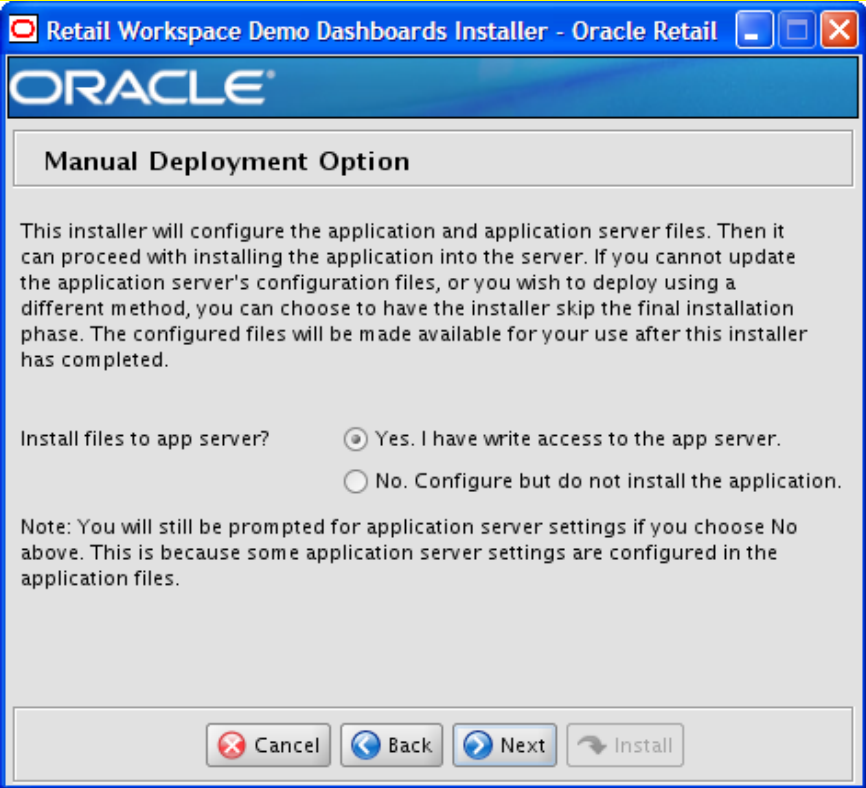 Retail Workspace Demo Dashboards Installer - Oracle Retail
ORACLE
Manual Deployment Option
This installer will configure the application and application server files. Then it
can proceed with installing the application into the server. If you cannot update
the application server's configuration files, or you wish to deploy using a
different method, you can choose to have the installer skip the final installation
phase. The configured files will be made available for your use after this installer
has completed.
Install files to app server? Yes. I have write access to the app server.
No. Configure but do not install the application.
Note: You will still be prompted for application server settings if you choose No
above. This is because some application server settings are configured in the
application files.
Cancel Back Next Install